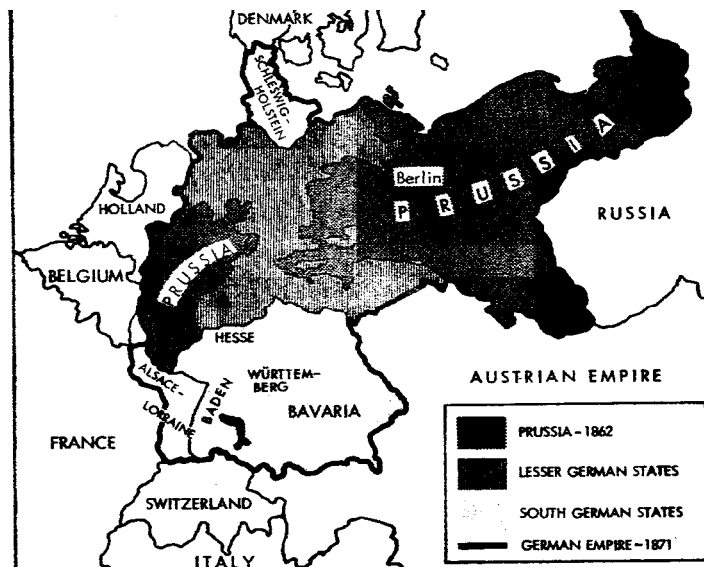 DENMARK
SCHLESWIG-
HOLSTEIN
PRUSSIA
Berlin
HOLLAND
RUSSIA
BELGIUM
PRUSSIA
HESSE
ALSACE-
LORRAINE
BADEN
WÜRTTEM-
BERG
BAVARIA
AUSTRIAN EMPIRE
FRANCE
SWITZERLAND
ITALY
PRUSSIA-1862
LESSER GERMAN STATES
SOUTH GERMAN STATES
GERMAN EMPIRE-1871